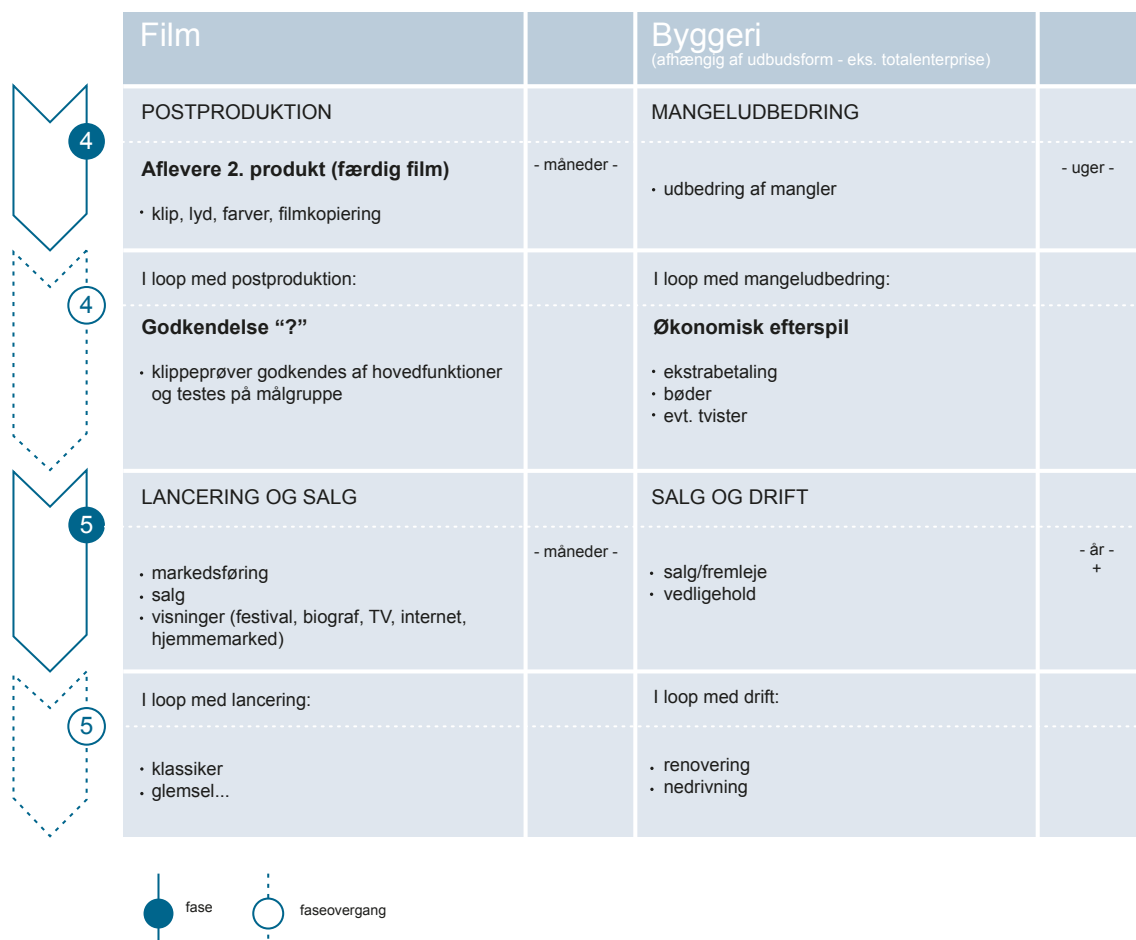 Film
Byggeri
(afhængig af udbudsform - eks. totalenterprise)
4
POSTPRODUKTION
Aflevere 2. produkt (færdig film)
• klip, lyd, farver, filmkopiering
- måneder -
MANGELUDBEDRING
• udbedring af mangler
- uger -
4
I loop med postproduktion:
Godkendelse “?”
• klippeprøver godkendes af hovedfunktioner
og testes på målgruppe
I loop med mangeludbedring:
Økonomisk efterspil
• ekstrabetaling
• bøder
• evt. tvister
5
LANCERING OG SALG
• markedsføring
• salg
• visninger (festival, biograf, TV, internet,
hjemmemarked)
- måneder -
SALG OG DRIFT
• salg/fremleje
• vedligehold
- år -
+
5
I loop med lancering:
• klassiker
• glemsel...
I loop med drift:
• renovering
• nedrivning
fase
faseovergang